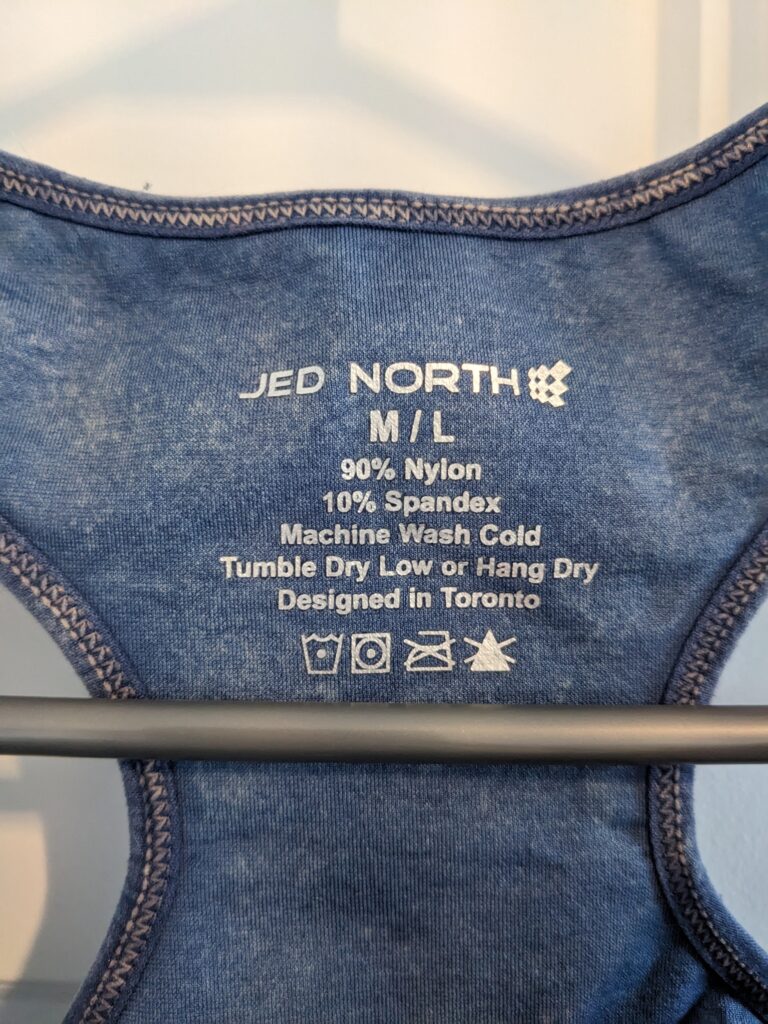 JED NORTH
M / L
90% Nylon
10% Spandex
Machine Wash Cold
Tumble Dry Low or Hang Dry
Designed in Toronto